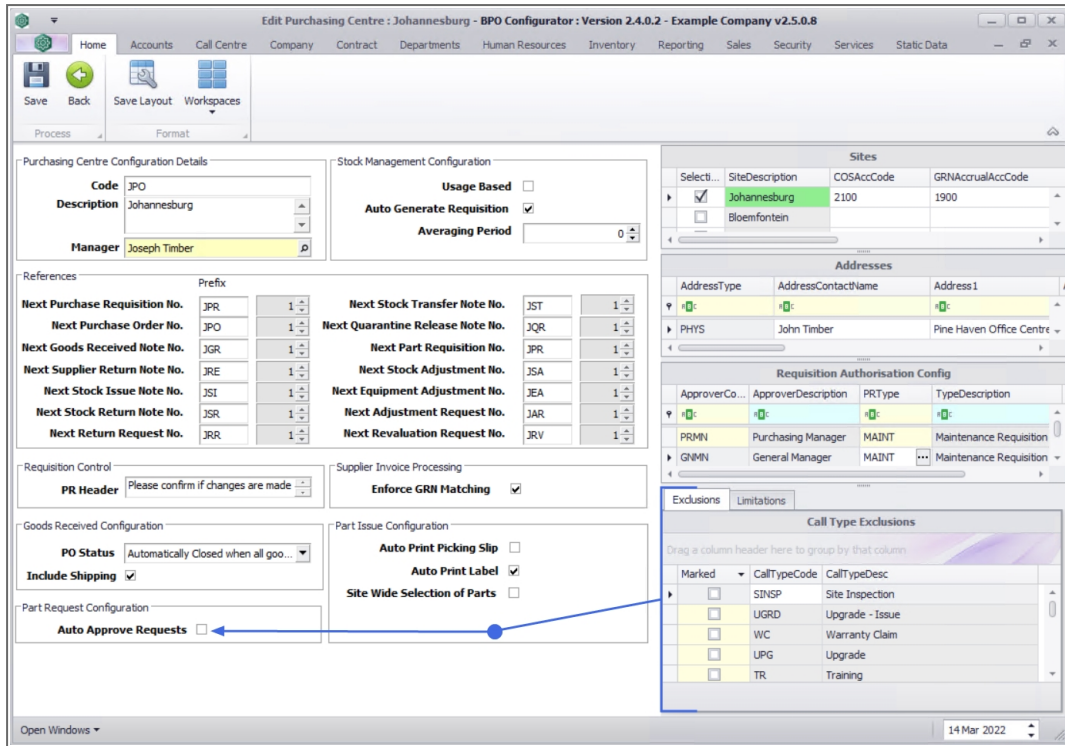 Edit Purchasing Centre : Johannesburg - BPO Configurator : Version 2.4.0.2 - Example Company v2.5.0.8
Home Accounts Call Centre Company Contract Departments Human Resources Inventory Reporting Sales Security Services Static Data
Save Back Save Layout Workspaces
Process Format
Purchasing Centre Configuration Details
Code JPO
Description Johannesburg
Manager Joseph Timber
Stock Management Configuration
Usage Based
Auto Generate Requisition
Averaging Period 0
References
Prefix
Next Purchase Requisition No. JPR 1
Next Purchase Order No. JPO 1
Next Goods Received Note No. JGR 1
Next Supplier Return Note No. JRE 1
Next Stock Issue Note No. JSI 1
Next Stock Return Note No. JSR 1
Next Return Request No. JRR 1
Next Stock Transfer Note No. JST 1
Next Quarantine Release Note No. JQR 1
Next Part Requisition No. JPR 1
Next Stock Adjustment No. JSA 1
Next Equipment Adjustment No. JEA 1
Next Adjustment Request No. JAR 1
Next Revaluation Request No. JRV 1
Requisition Control
PR Header Please confirm if changes are made
Supplier Invoice Processing
Enforce GRN Matching
Goods Received Configuration
PO Status Automatically Closed when all goo...
Include Shipping
Part Issue Configuration
Auto Print Picking Slip
Auto Print Label
Site Wide Selection of Parts
Part Request Configuration
Auto Approve Requests
Sites
Selecti... SiteDescription COSAccCode GRNAccrualAccCode
Johannesburg 2100 1900
Bloemfontein
Addresses
AddressType AddressContactName Address1
PHYS John Timber Pine Haven Office Centre
Requisition Authorisation Config
ApproverCo... ApproverDescription PRType TypeDescription
PRMN Purchasing Manager MAINT Maintenance Requisition
GNMN General Manager MAINT ... Maintenance Requisition
Exclusions Limitations
Call Type Exclusions
Drag a column header here to group by that column
Marked CallTypeCode CallTypeDesc
SINSP Site Inspection
UGRD Upgrade - Issue
WC Warranty Claim
UPG Upgrade
TR Training
Open Windows 14 Mar 2022